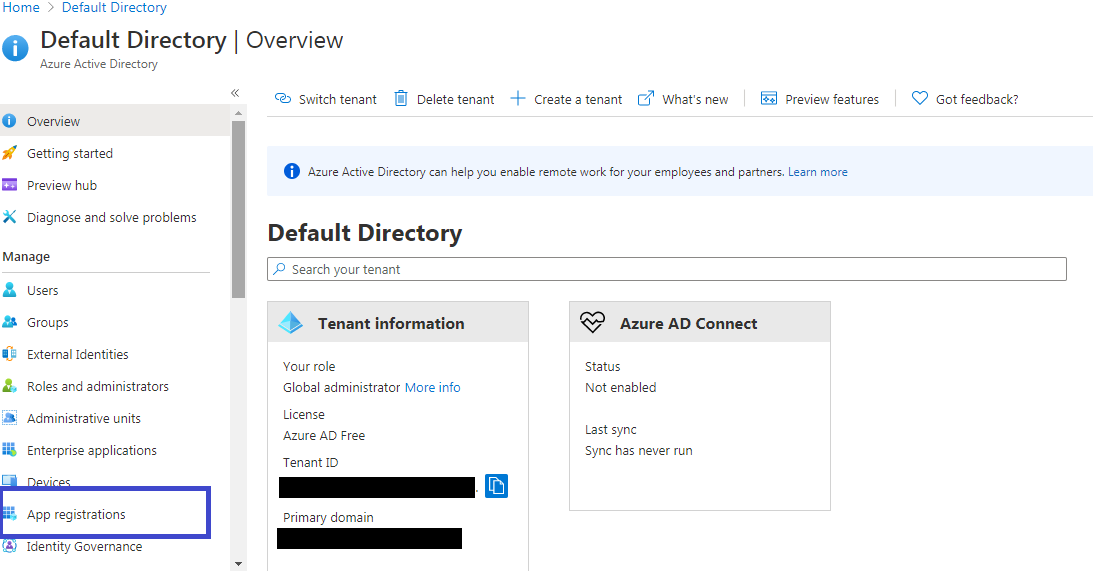 Home > Default Directory
Default Directory | Overview
Azure Active Directory
«
Switch tenant Delete tenant Create a tenant What's new Preview features Got feedback?
Overview
Getting started
Preview hub
Diagnose and solve problems
Manage
Users
Groups
External Identities
Roles and administrators
Administrative units
Enterprise applications
Devices
App registrations
Identity Governance
Azure Active Directory can help you enable remote work for your employees and partners. Learn more
Default Directory
Search your tenant
Tenant information
Your role
Global administrator More info
License
Azure AD Free
Tenant ID
Primary domain
Azure AD Connect
Status
Not enabled
Last sync
Sync has never run